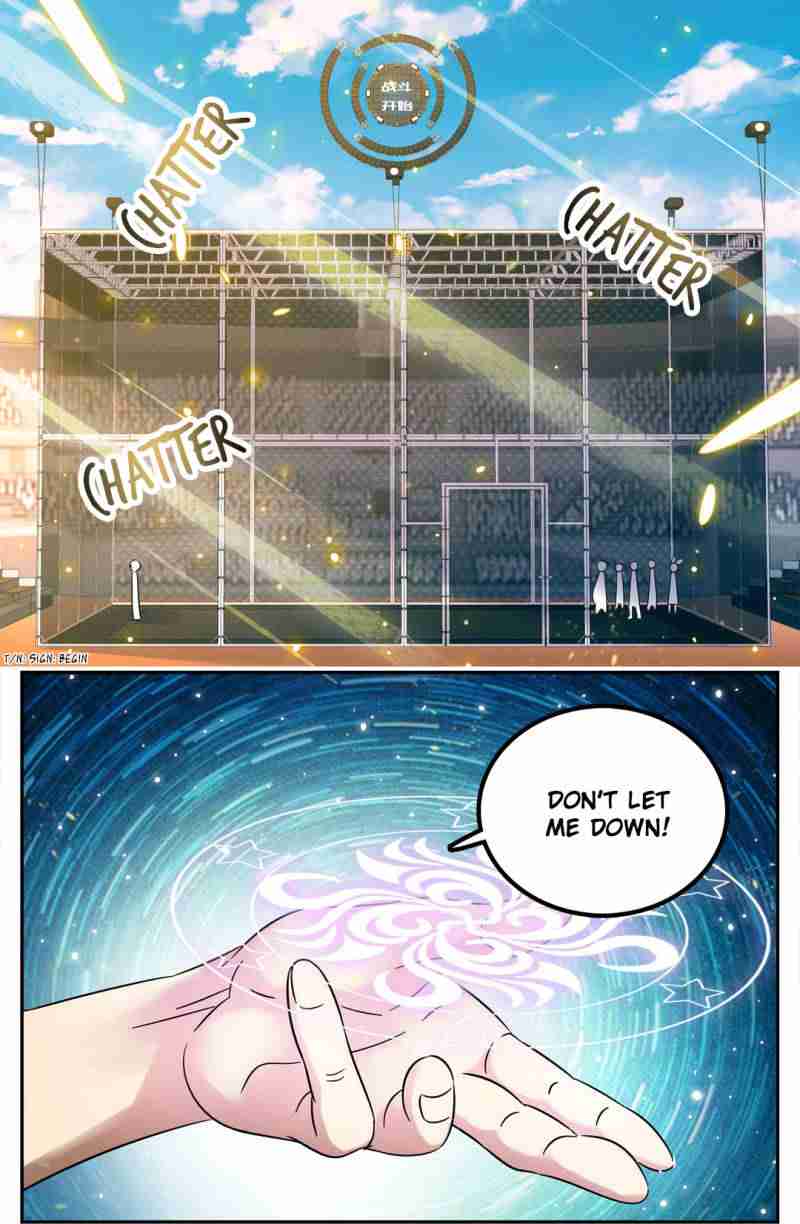 战斗
开始
CHATTER
CHATTER
CHATTER
T/N: SIGN: BEGIN
DON'T LET
ME DOWN!